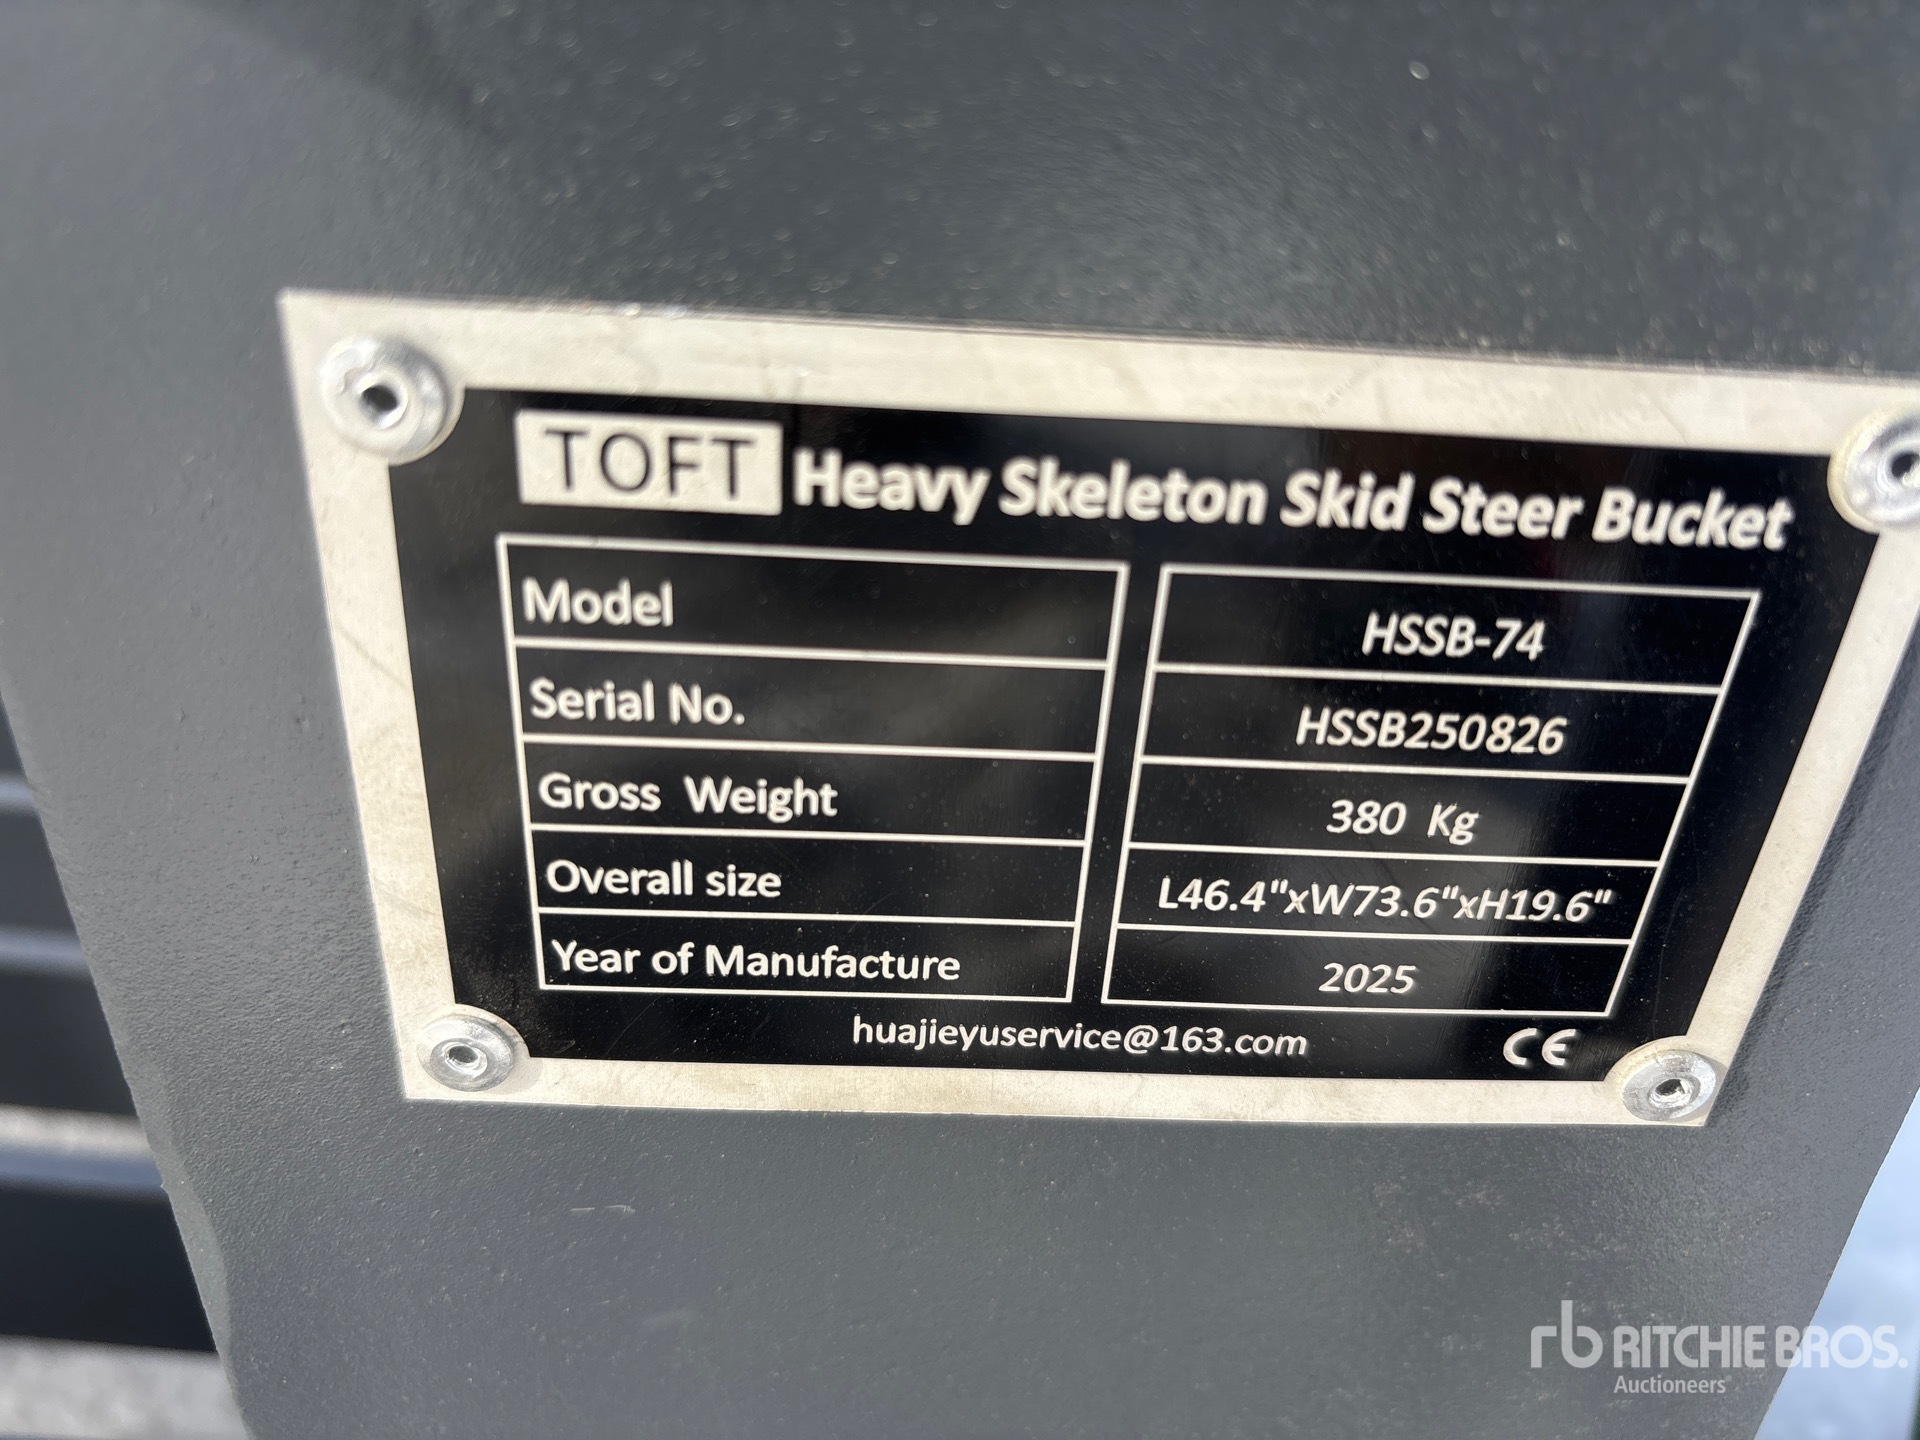 TOFT Heavy Skeleton Skid Steer Bucket
Model HSSB-74
Serial No. HSSB250826
Gross Weight 380 Kg
Overall size L46.4"xW73.6"xH19.6"
Year of Manufacture 2025
huajieyuservice@163.com CE
rb RITCHIE BROS.
Auctioneers